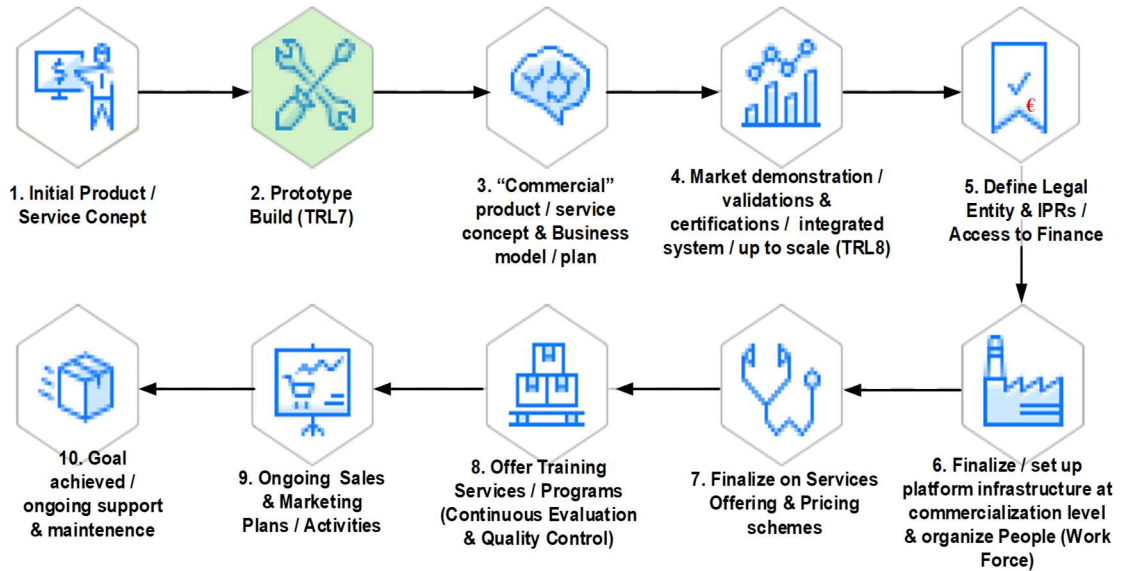 $
€
1. Initial Product /
Service Conept
2. Prototype
Build (TRL7)
3. “Commercial”
product / service
concept & Business
model / plan
4. Market demonstration /
validations &
certifications / integrated
system / up to scale (TRL8)
5. Define Legal
Entity & IPRs /
Access to Finance
6. Finalize / set up
platform infrastructure at
commercialization level
& organize People (Work
Force)
7. Finalize on Services
Offering & Pricing
schemes
8. Offer Training
Services / Programs
(Continuous Evaluation
& Quality Control)
9. Ongoing Sales
& Marketing
Plans / Activities
10. Goal
achieved /
ongoing support
& maintenence